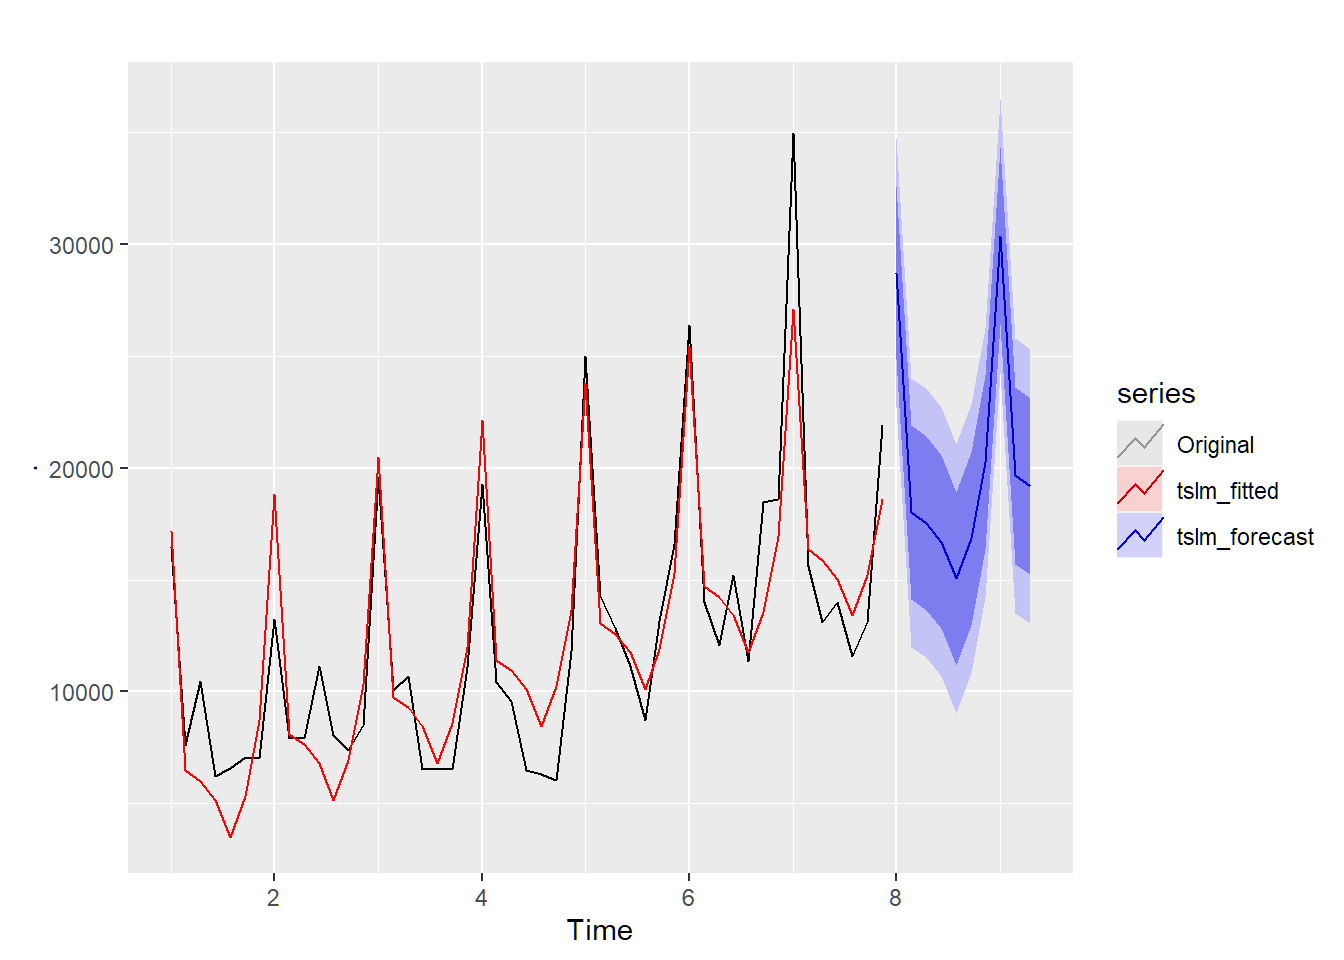 30000
20000
10000
.
2
4
6
8
Time
series
Original
tslm_fitted
tslm_forecast